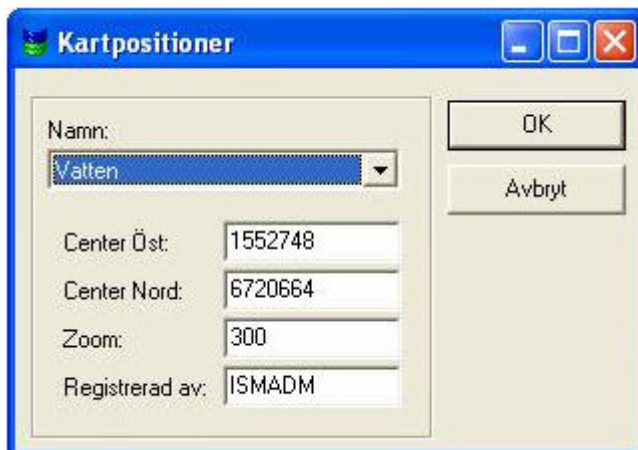 Kartpositioner
Namn:
Vatten
Center Öst: 1552748
Center Nord: 6720664
Zoom: 300
Registrerad av: ISMADM
OK
Avbryt